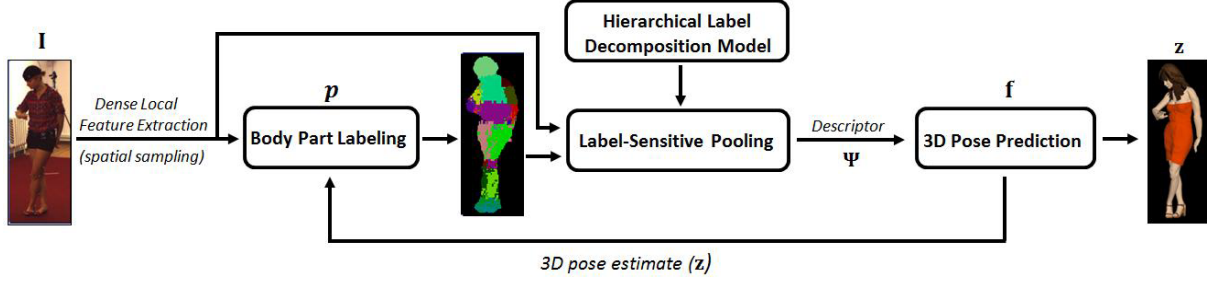 I
Dense Local
Feature Extraction
(spatial sampling)
p
Body Part Labeling
Hierarchical Label
Decomposition Model
Label-Sensitive Pooling
Descriptor
Ψ
f
3D Pose Prediction
z
3D pose estimate (z)